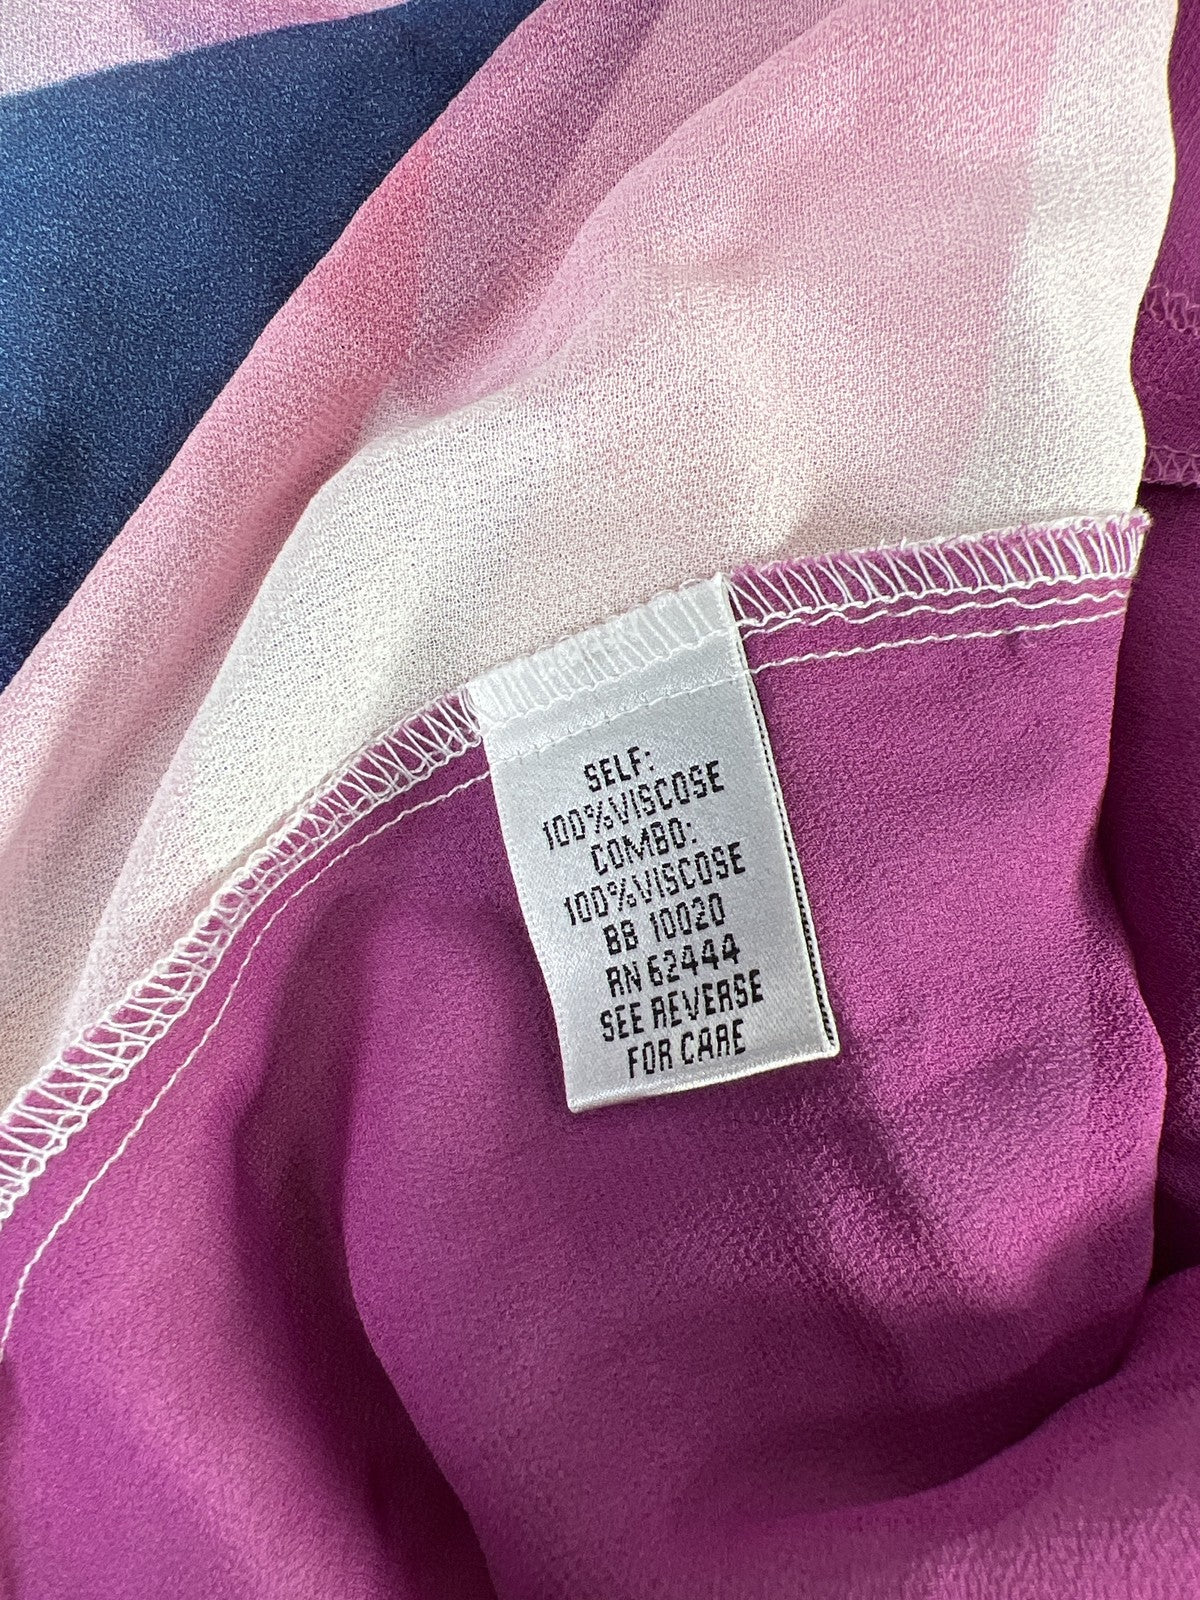 SELF:
100%VISCOSE
COMBO:
100%VISCOSE
BB 10020
RN 62444
SEE REVERSE
FOR CARE